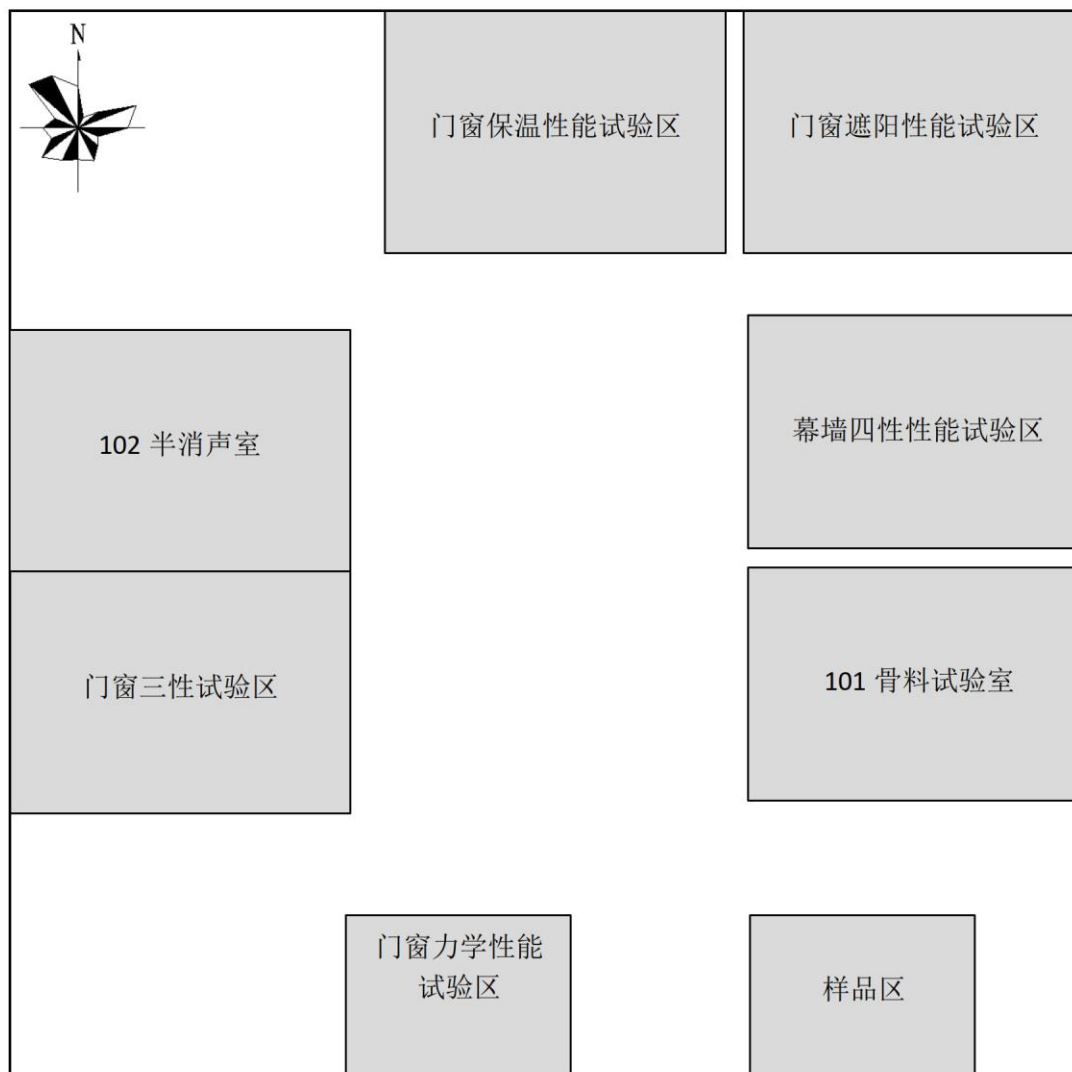 N
门窗保温性能试验区
门窗遮阳性能试验区
102 半消声室
幕墙四性性能试验区
门窗三性试验区
101 骨料试验室
门窗力学性能
试验区
样品区